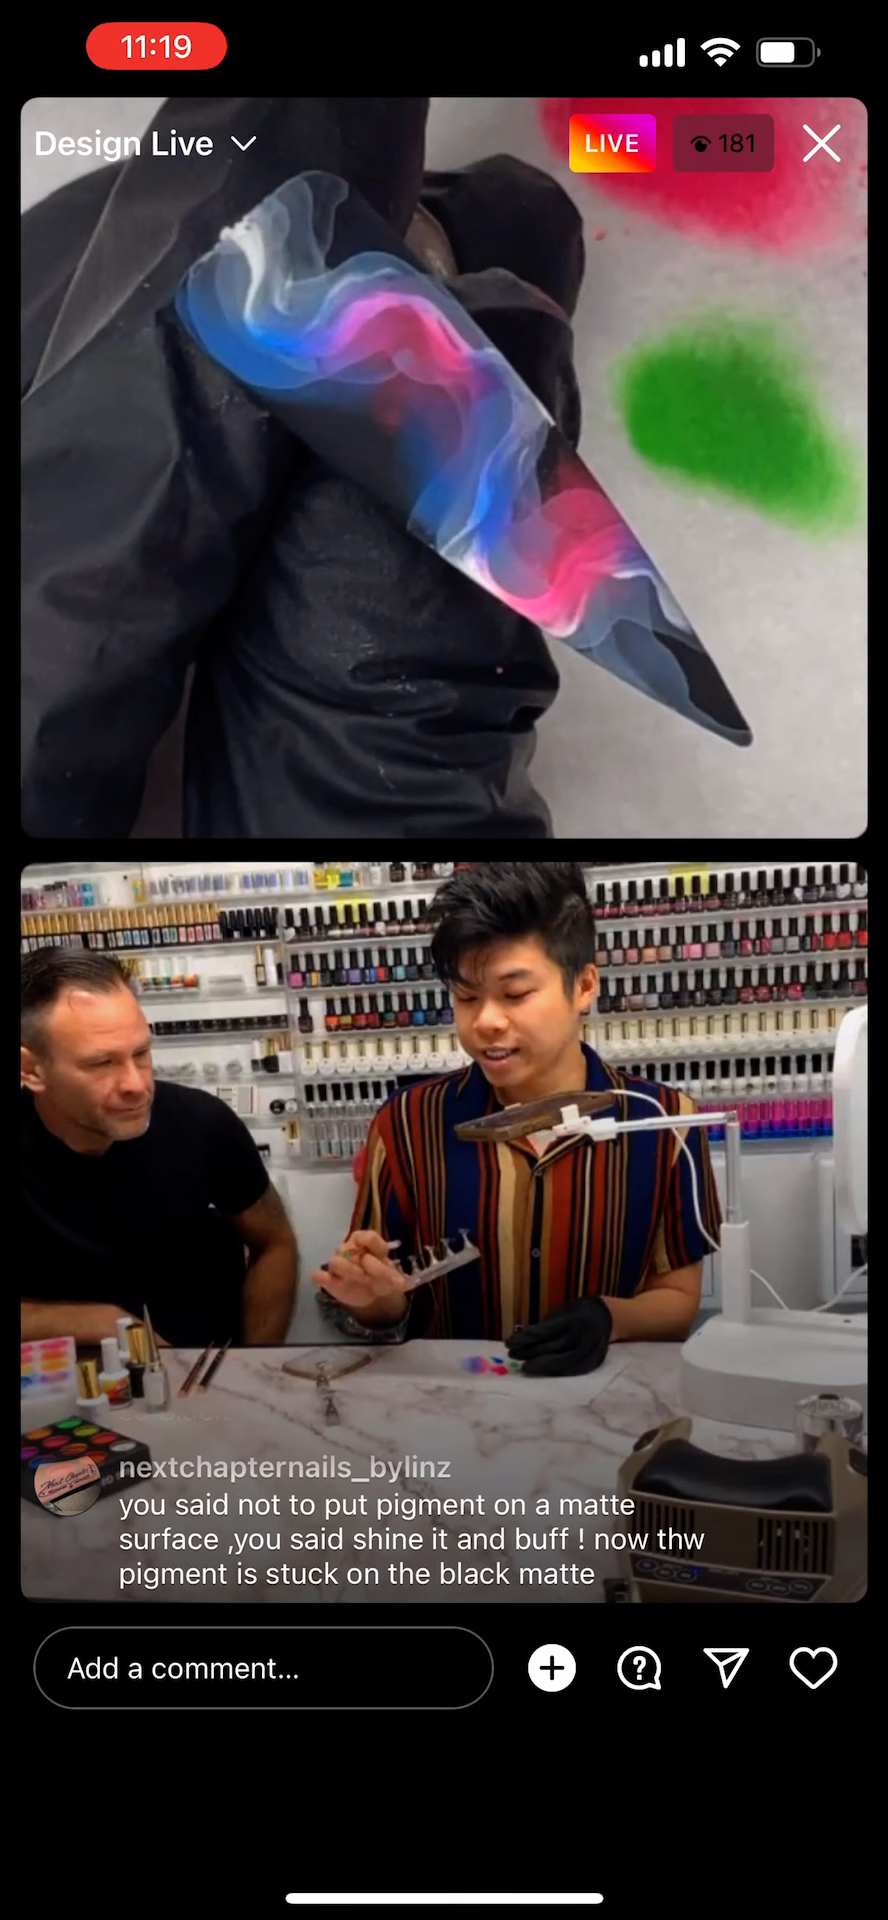 11:19
Design Live
LIVE
181
nextchapternails_bylinz
you said not to put pigment on a matte
surface ,you said shine it and buff ! now thw
pigment is stuck on the black matte
Add a comment...